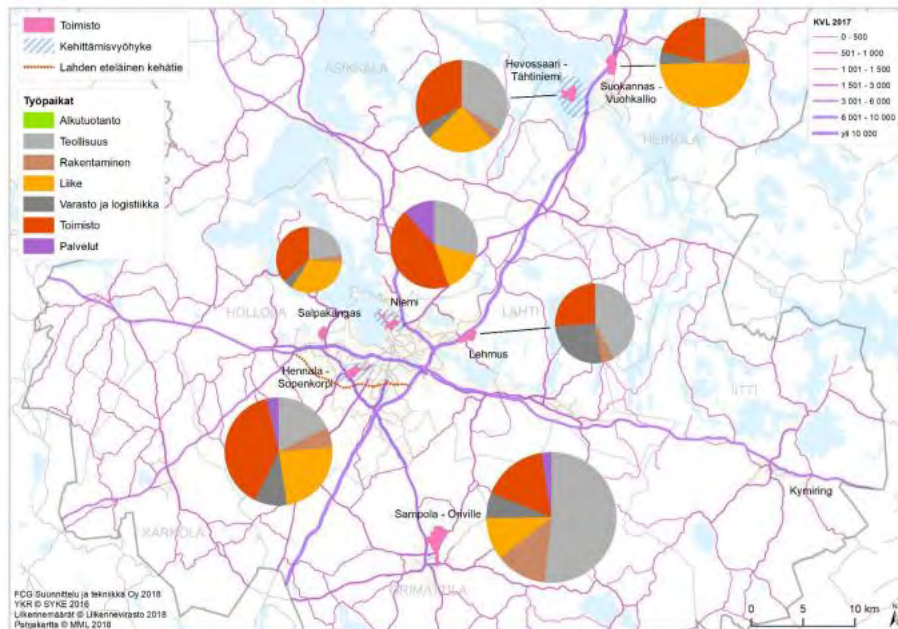 Toimisto
Kehittämisvyöhyke
Lahden eteläinen kehätie
Työpaikat
Alkutuotanto
Teollisuus
Rakentaminen
Liike
Varasto ja logistiikka
Toimisto
Palvelut
KVL 2017
0 - 500
501 - 1 000
1 001 - 1 500
1 501 - 3 000
3 001 - 6 000
6 001 - 10 000
yli 10 000
ASIKKALA
Hevossaari -
Tähtiniemi
Suokannas -
Vuohkallio
HEINOLA
HOLLOLA
Salpakangas
Niemi
LAHTI
Lehmus
Hennala -
Sopenkorpi
IITTI
Kymiring
KÄRKÖLÄ
Sampola - Oriville
ORIMATTILA
FCG Suunnittelu ja tekniikka Oy 2018
YKR © SYKE 2016
Liikennemäärät © Liikennevirasto 2018
Pohjakartta © MML 2018
0 5 10 km
N